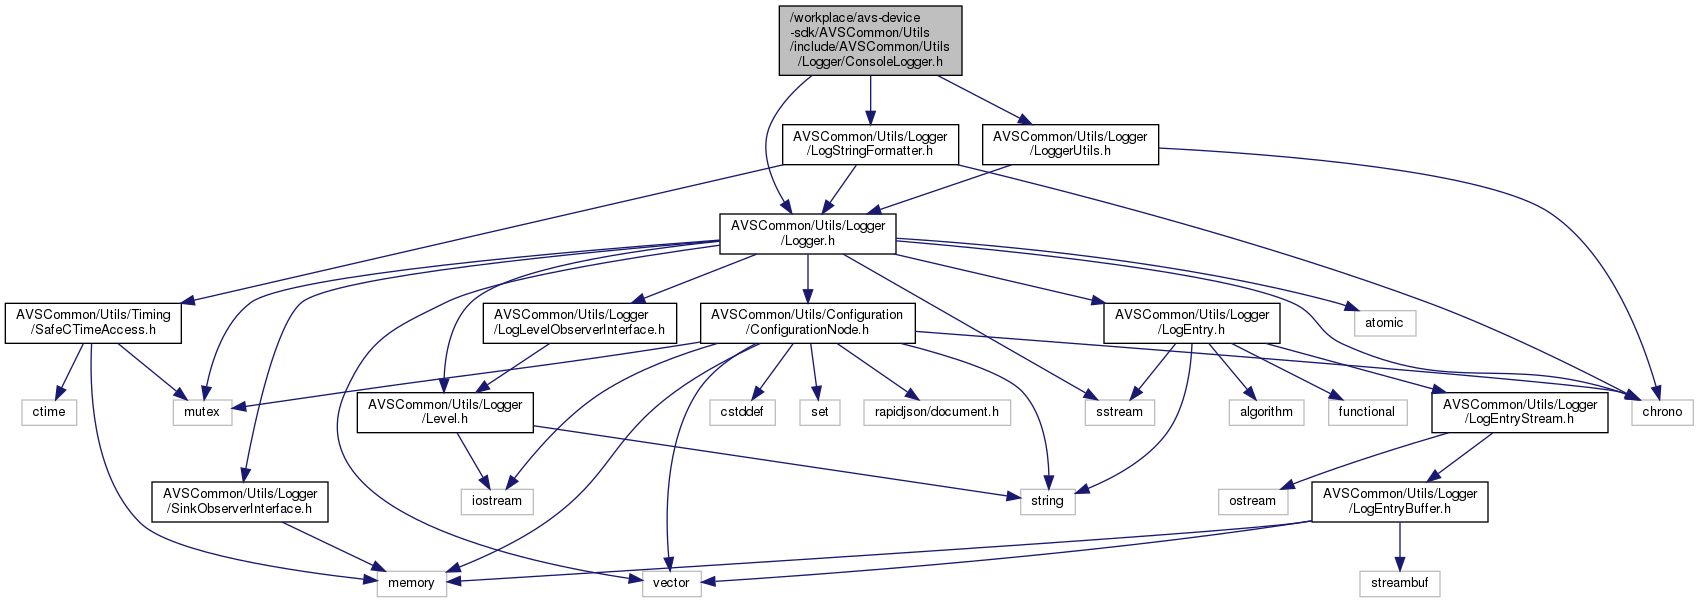 /workplace/avs-device
-sdk/AVSCommon/Utils
/include/AVSCommon/Utils
/Logger/ConsoleLogger.h
AVSCommon/Utils/Logger
/LogStringFormatter.h
AVSCommon/Utils/Logger
/LoggerUtils.h
AVSCommon/Utils/Logger
/Logger.h
AVSCommon/Utils/Timing
/SafeCTimeAccess.h
AVSCommon/Utils/Logger
/LogLevelObserverInterface.h
AVSCommon/Utils/Configuration
/ConfigurationNode.h
AVSCommon/Utils/Logger
/LogEntry.h
atomic
ctime
mutex
AVSCommon/Utils/Logger
/Level.h
cstddef
set
rapidjson/document.h
sstream
algorithm
functional
AVSCommon/Utils/Logger
/LogEntryStream.h
chrono
AVSCommon/Utils/Logger
/SinkObserverInterface.h
iostream
string
ostream
AVSCommon/Utils/Logger
/LogEntryBuffer.h
memory
vector
streambuf